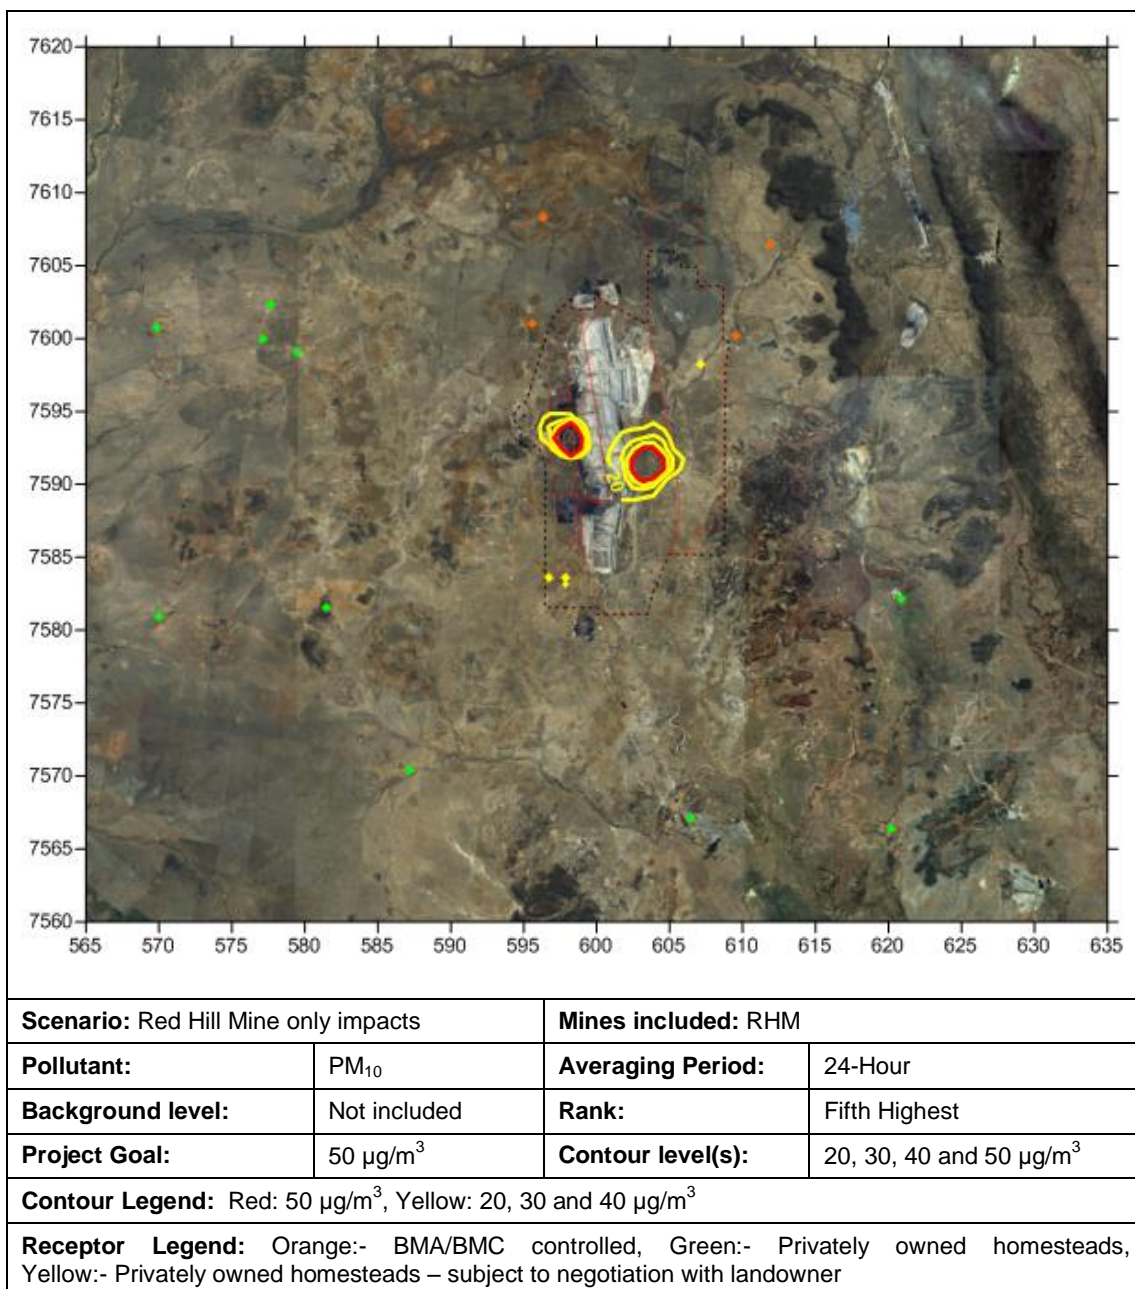 7620
7615
7610
7605
7600
7595
7590
7585
7580
7575
7570
7565
7560
20
565 570 575 580 585 590 595 600 605 610 615 620 625 630 635
Scenario: Red Hill Mine only impacts Mines included: RHM
Pollutant: PM₁₀ Averaging Period: 24-Hour
Background level: Not included Rank: Fifth Highest
Project Goal: 50 µg/m³ Contour level(s): 20, 30, 40 and 50 µg/m³
Contour Legend: Red: 50 µg/m³, Yellow: 20, 30 and 40 µg/m³
Receptor Legend: Orange:- BMA/BMC controlled, Green:- Privately owned homesteads,
Yellow:- Privately owned homesteads – subject to negotiation with landowner